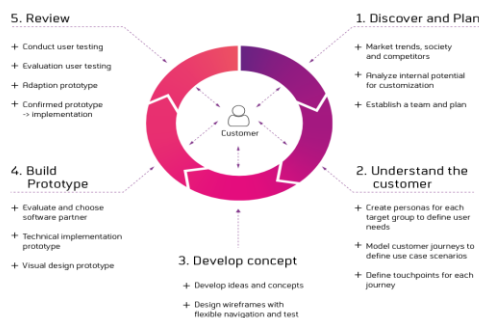 5. Review
+ Conduct user testing
+ Evaluation user testing
+ Adaption prototype
+ Confirmed prototype
-> implementation
1. Discover and Plan
+ Market trends, society
and competitors
+ Analyze internal potential
for customization
+ Establish a team and plan
Customer
4. Build
Prototype
+ Evaluate and choose
software partner
+ Technical implementation
prototype
+ Visual design prototype
2. Understand the
customer
+ Create personas for each
target group to define user
needs
+ Model customer journeys to
define use case scenarios
+ Define touchpoints for each
journey
3. Develop concept
+ Develop ideas and concepts
+ Design wireframes with
flexible navigation and test